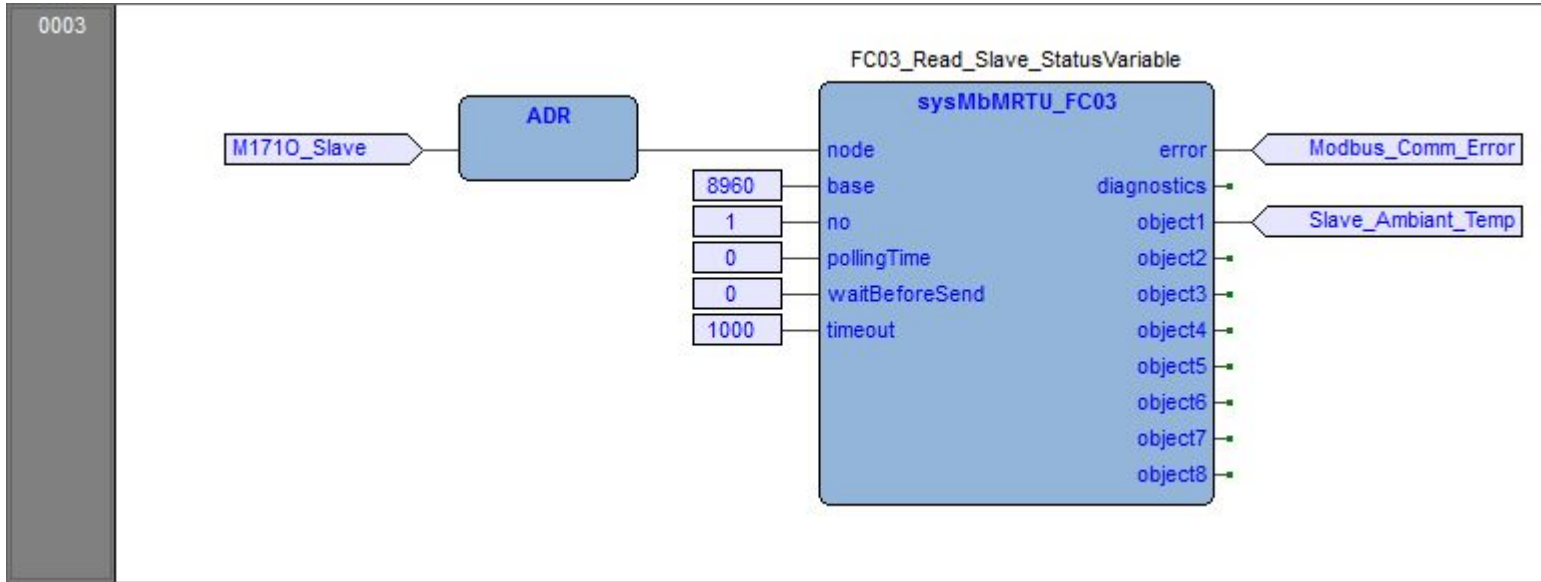 0003
FC03_Read_Slave_StatusVariable
ADR
sysMbMRTU_FC03
M171O_Slave
node
error
Modbus_Comm_Error
8960
base
diagnostics
1
no
object1
Slave_Ambiant_Temp
0
pollingTime
object2
0
waitBeforeSend
object3
1000
timeout
object4
object5
object6
object7
object8